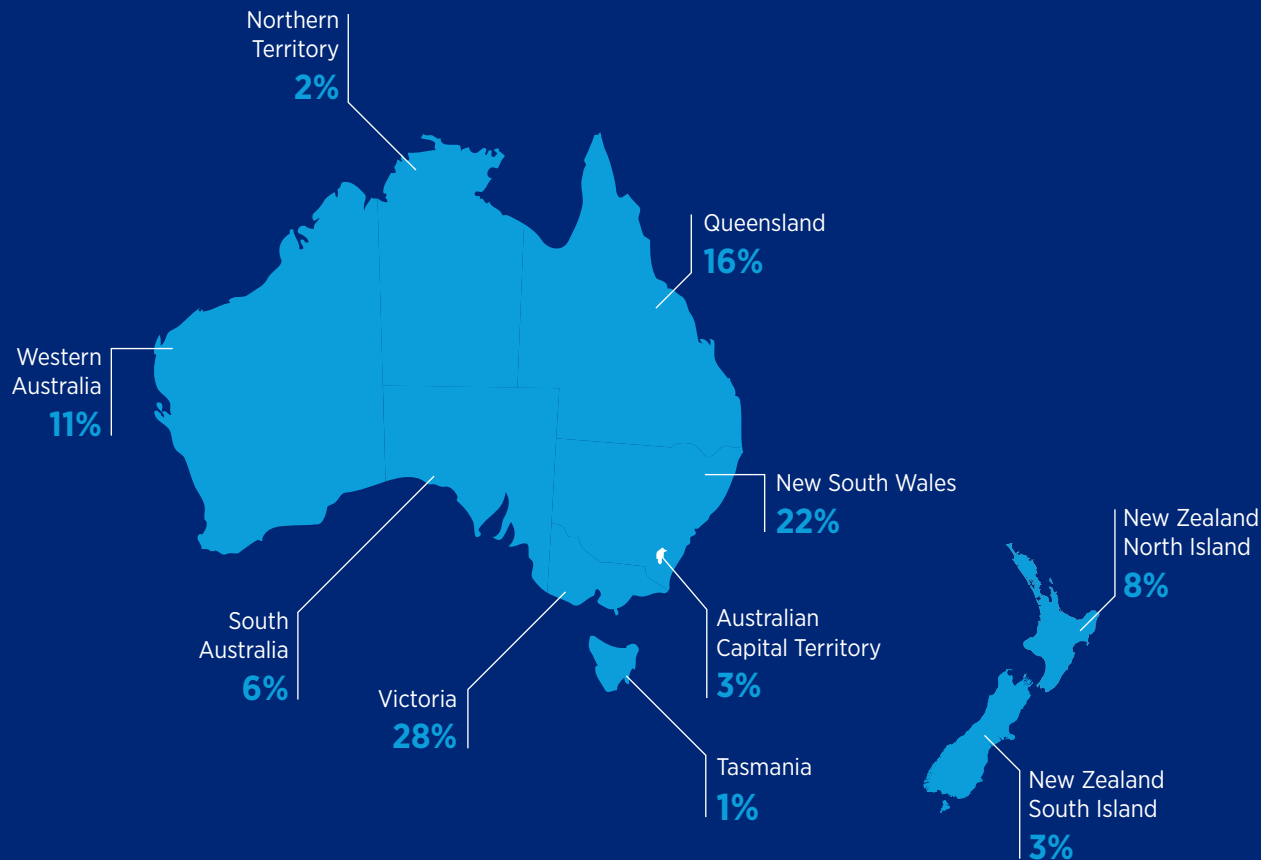 Northern
Territory
2%
Queensland
16%
Western
Australia
11%
New South Wales
22%
New Zealand
North Island
8%
South
Australia
6%
Australian
Capital Territory
3%
Victoria
28%
Tasmania
1%
New Zealand
South Island
3%